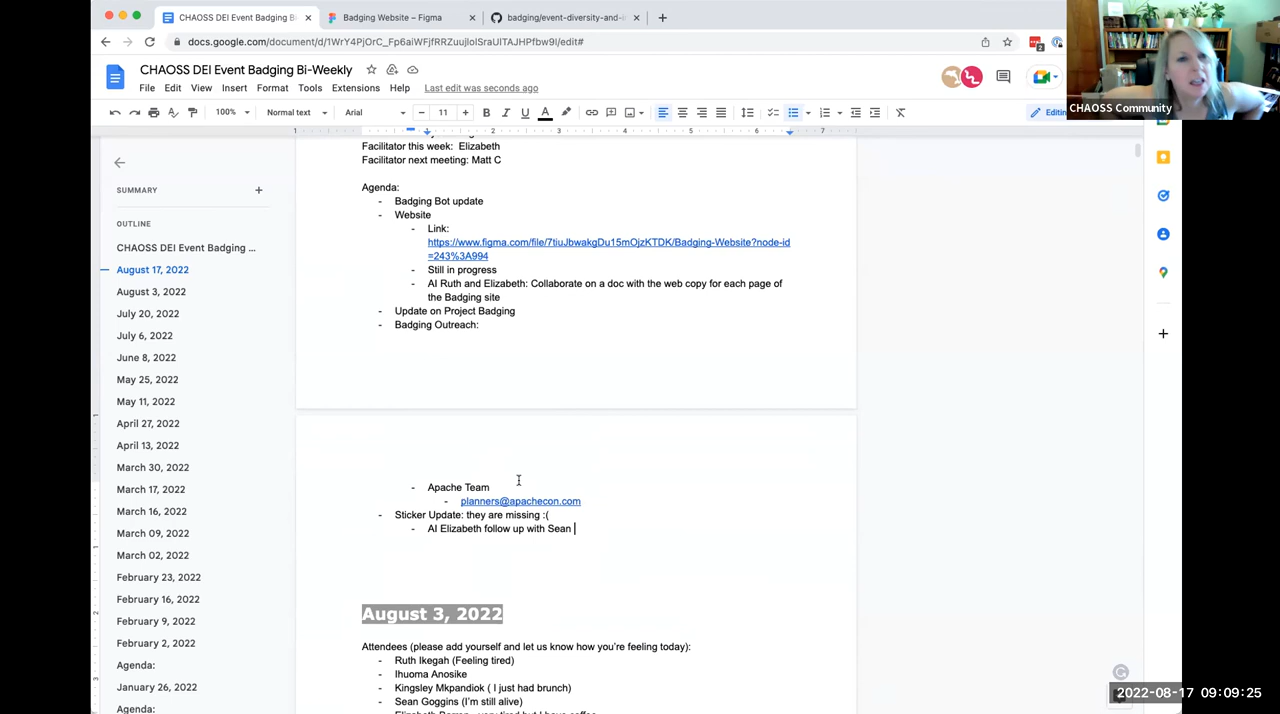 CHAOSS DEI Event Badging Bi
Badging Website – Figma
badging/event-diversity-and-i
docs.google.com/document/d/1WrY4PjOrC_Fp6aiWFjfRRZuujIolSraUlTAJHPfbw9I/edit#
CHAOSS DEI Event Badging Bi-Weekly
File Edit View Insert Format Tools Extensions Help Last edit was seconds ago
100% Normal text Arial 11 Editin
CHAOSS Community
1 2 3 4 5 6 7
SUMMARY
OUTLINE
CHAOSS DEI Event Badging ...
August 17, 2022
August 3, 2022
July 20, 2022
July 6, 2022
June 8, 2022
May 25, 2022
May 11, 2022
April 27, 2022
April 13, 2022
March 30, 2022
March 17, 2022
March 16, 2022
March 09, 2022
March 02, 2022
February 23, 2022
February 16, 2022
February 9, 2022
February 2, 2022
Agenda:
January 26, 2022
Agenda:
Facilitator this week: Elizabeth
Facilitator next meeting: Matt C
Agenda:
- Badging Bot update
- Website
- Link:
https://www.figma.com/file/7tiuJbwakgDu15mOjzKTDK/Badging-Website?node-id
=243%3A994
- Still in progress
- AI Ruth and Elizabeth: Collaborate on a doc with the web copy for each page of
the Badging site
- Update on Project Badging
- Badging Outreach:
- Apache Team
- planners@apachecon.com
- Sticker Update: they are missing :(
- AI Elizabeth follow up with Sean
August 3, 2022
Attendees (please add yourself and let us know how you're feeling today):
- Ruth Ikegah (Feeling tired)
- Ihuoma Anosike
- Kingsley Mkpandiok ( I just had brunch)
- Sean Goggins (I'm still alive)
2022-08-17 09:09:25